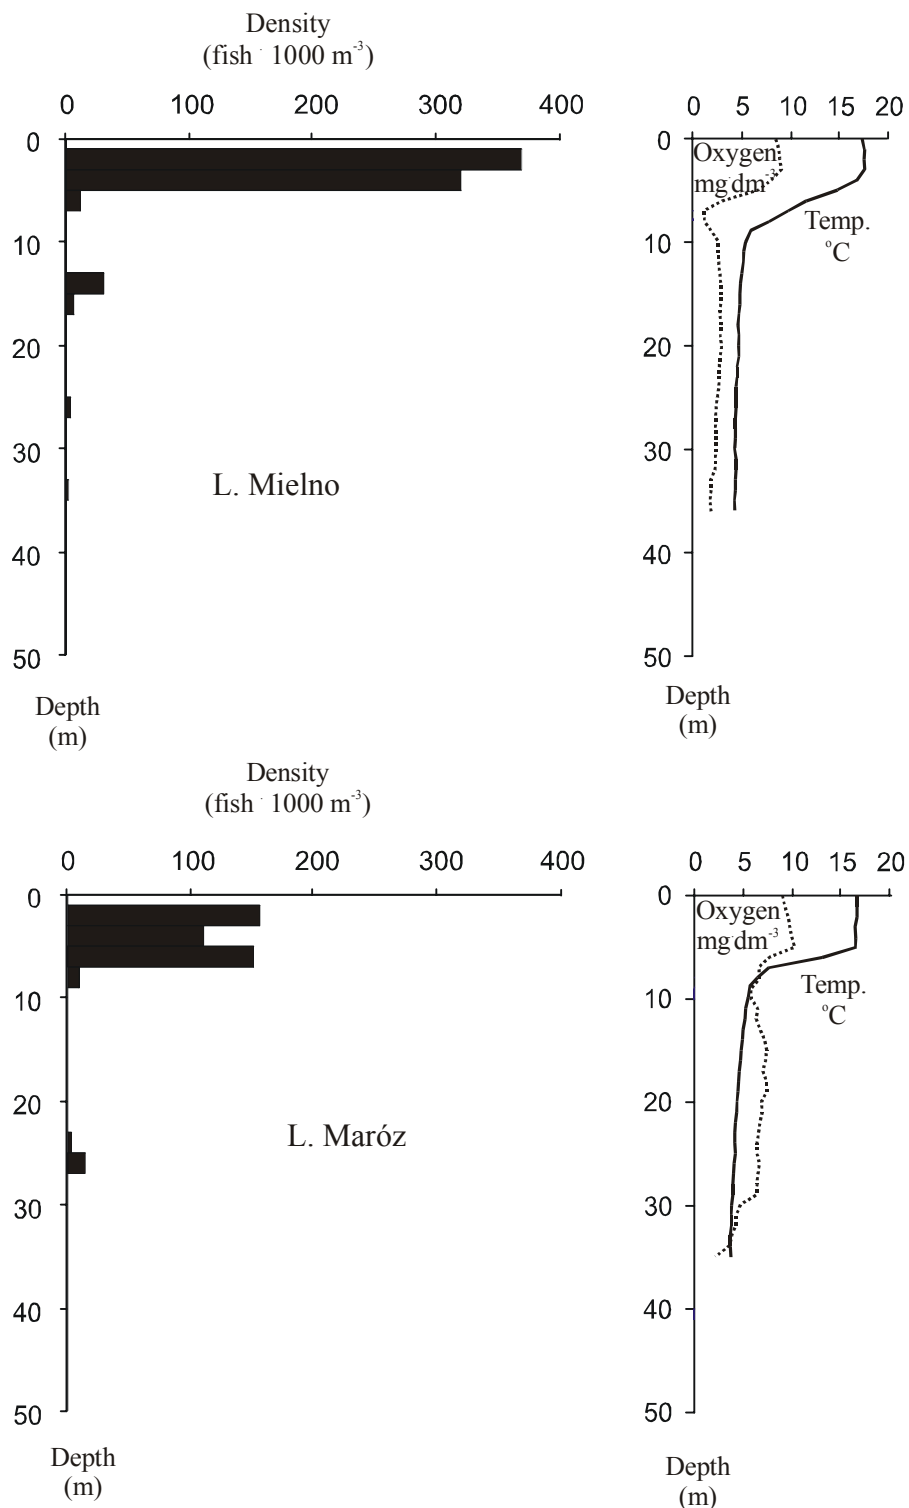 Density
(fish · 1000 m⁻³)
0 100 200 300 400
0
10
20
30
40
50
L. Mielno
Depth
(m)
0 5 10 15 20
0
10
20
30
40
50
Oxygen
mg·dm⁻³
Temp.
°C
Depth
(m)
Density
(fish · 1000 m⁻³)
0 100 200 300 400
0
10
20
30
40
50
L. Maróz
Depth
(m)
0 5 10 15 20
0
10
20
30
40
50
Oxygen
mg·dm⁻³
Temp.
°C
Depth
(m)